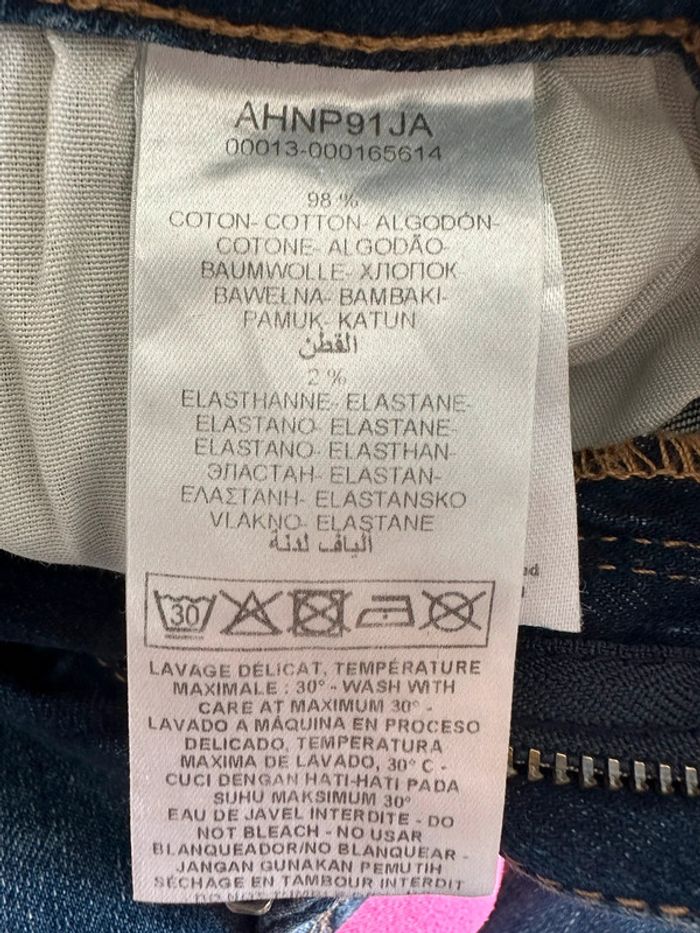 AHNP91JA
00013-000165614
98 %
COTON- COTTON- ALGODÓN-
COTONE- ALGODÃO-
BAUMWOLLE- ХЛОПОК-
BAWEŁNA- BAMBAKI-
PAMUK- KATUN
القطن
2 %
ELASTHANNE- ELASTANE-
ELASTANO- ELASTANE-
ELASTANO- ELASTHAN-
ЭЛАСТАН- ELASTAN-
ΕΛΑΣΤΑΝΗ- ELASTANSKO
VLAKNO- ELASTANE
الياف لدنة
30
LAVAGE DÉLICAT, TEMPÉRATURE
MAXIMALE : 30° - WASH WITH
CARE AT MAXIMUM 30° -
LAVADO A MÁQUINA EN PROCESO
DELICADO, TEMPERATURA
MAXIMA DE LAVADO, 30° C -
CUCI DENGAN HATI-HATI PADA
SUHU MAKSIMUM 30°
EAU DE JAVEL INTERDITE - DO
NOT BLEACH - NO USAR
BLANQUEADOR/NO BLANQUEAR -
JANGAN GUNAKAN PEMUTIH
SÉCHAGE EN TAMBOUR INTERDIT